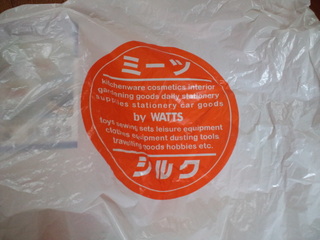 ミーツ
kitchenware cosmetics interior
gardening goods daily stationery
supplies stationery car goods
by WATTS
toys sewing sets leisure equipment
clothes equipment dusting tools
travelling goods hobbies etc.
シルク